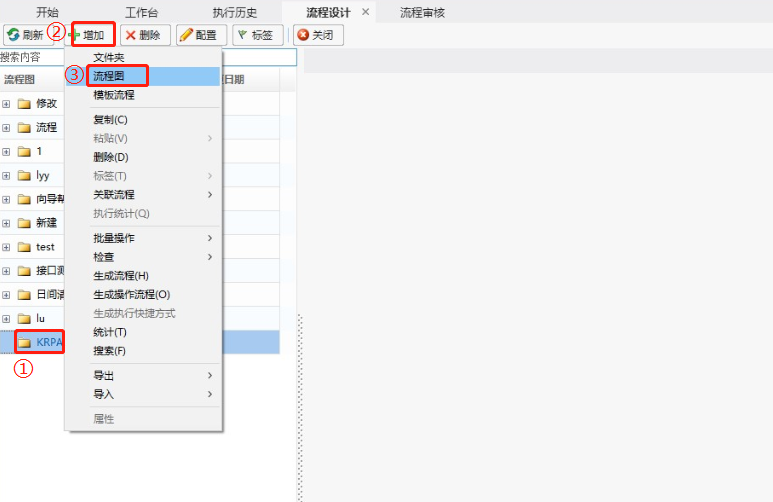 开始 工作台 执行历史 流程设计 × 流程审核
刷新 ② 增加 删除 配置 标签 关闭
搜索内容
文件夹
流程图 ③ 流程图 日期
模板流程
修改
复制(C)
流程
粘贴(V)
1
删除(D)
lyy
标签(T)
向导帮
关联流程
新建
执行统计(Q)
test
批量操作
接口测
检查
日间清
生成流程(H)
lu
生成操作流程(O)
KRPA
生成执行快捷方式
①
统计(T)
搜索(F)
导出
导入
属性